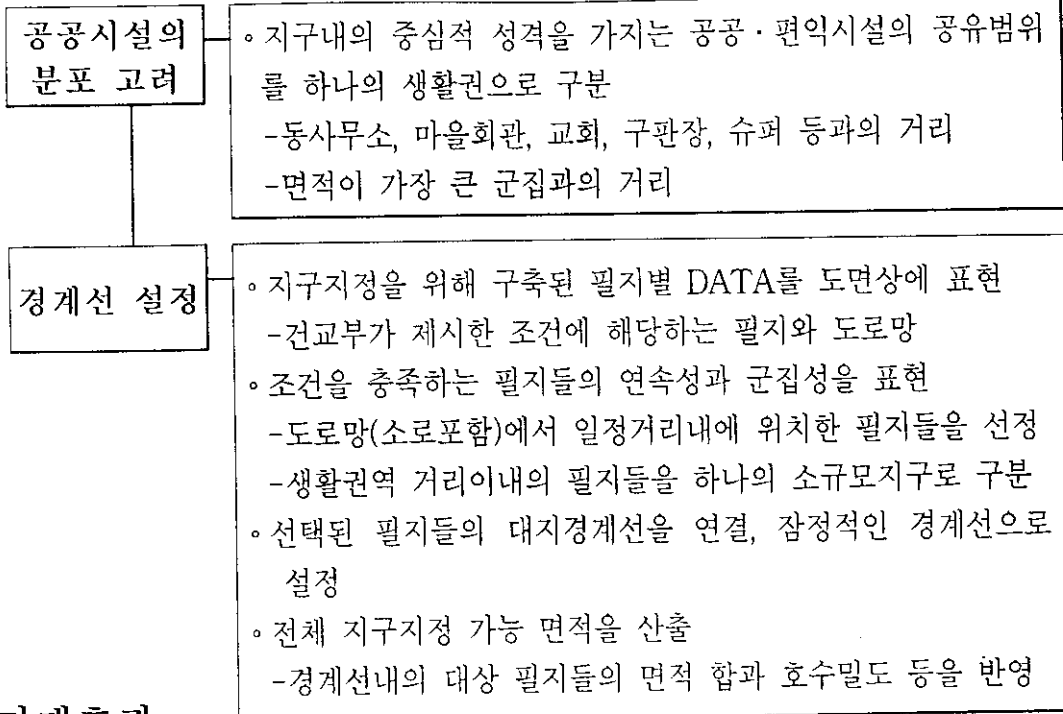 공공시설의
분포 고려
◦ 지구내의 중심적 성격을 가지는 공공 · 편익시설의 공유범위
를 하나의 생활권으로 구분
-동사무소, 마을회관, 교회, 구판장, 슈퍼 등과의 거리
-면적이 가장 큰 군집과의 거리
경계선 설정
◦ 지구지정을 위해 구축된 필지별 DATA를 도면상에 표현
-건교부가 제시한 조건에 해당하는 필지와 도로망
◦ 조건을 충족하는 필지들의 연속성과 군집성을 표현
-도로망(소로포함)에서 일정거리내에 위치한 필지들을 선정
-생활권역 거리이내의 필지들을 하나의 소규모지구로 구분
◦ 선택된 필지들의 대지경계선을 연결, 잠정적인 경계선으로
설정
◦ 전체 지구지정 가능 면적을 산출
-경계선내의 대상 필지들의 면적 합과 호수밀도 등을 반영